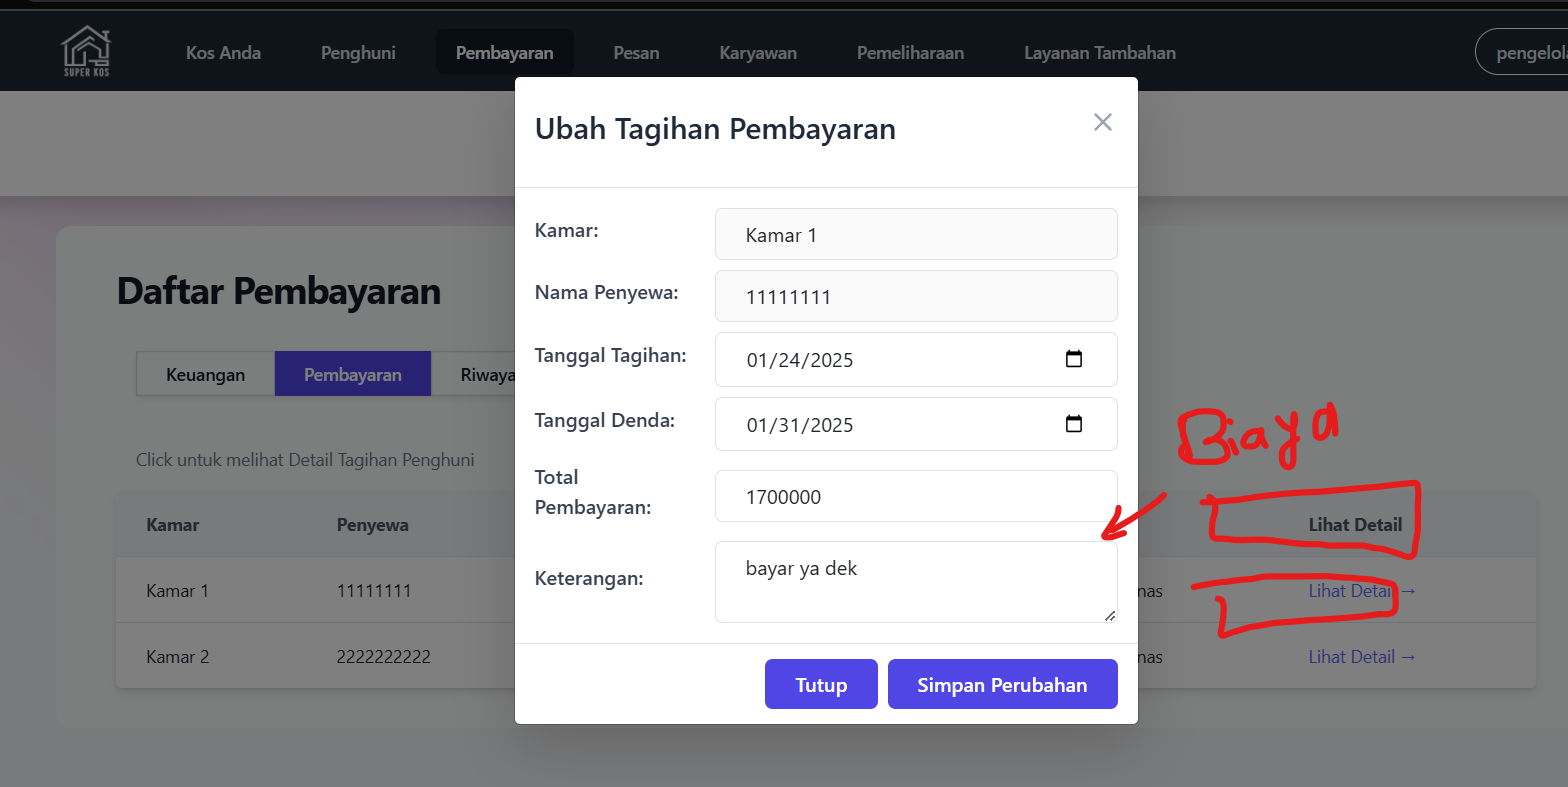 Kos Anda Penghuni Pembayaran Pesan Karyawan Pemeliharaan Layanan Tambahan pengelola
SUPER KOS
Ubah Tagihan Pembayaran
Kamar: Kamar 1
Nama Penyewa: 11111111
Tanggal Tagihan: 01/24/2025
Tanggal Denda: 01/31/2025
Total
Pembayaran: 1700000
Keterangan: bayar ya dek
Tutup Simpan Perubahan
Daftar Pembayaran
Keuangan Pembayaran Riwaya
Click untuk melihat Detail Tagihan Penghuni
Biaya
Kamar Penyewa Lihat Detail
Kamar 1 11111111 nas Lihat Detail →
Kamar 2 2222222222 nas Lihat Detail →